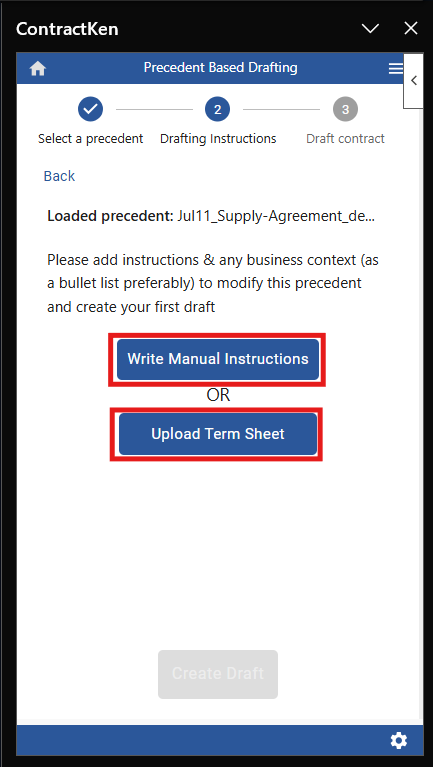 ContractKen
Precedent Based Drafting
2
3
Select a precedent
Drafting Instructions
Draft contract
Back
Loaded precedent: Jul11_Supply-Agreement_de...
Please add instructions & any business context (as
a bullet list preferably) to modify this precedent
and create your first draft
Write Manual Instructions
OR
Upload Term Sheet
Create Draft